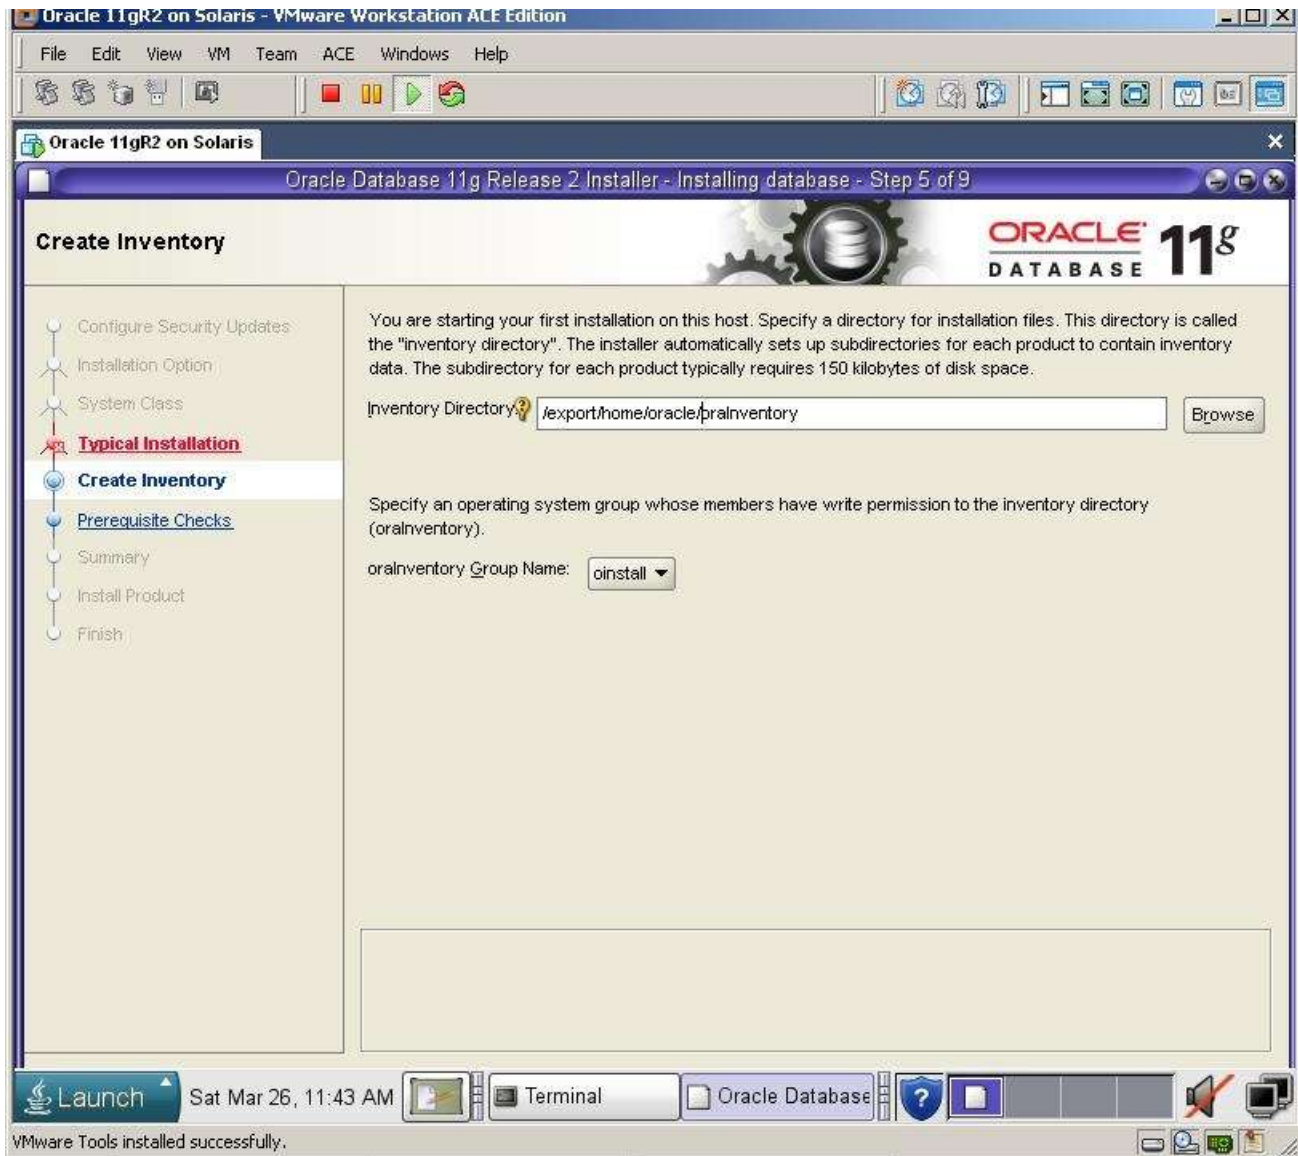 Oracle 11gR2 on Solaris - VMware Workstation ACE Edition
File Edit View VM Team ACE Windows Help
Oracle 11gR2 on Solaris
Oracle Database 11g Release 2 Installer - Installing database - Step 5 of 9
Create Inventory
ORACLE
DATABASE
11g
Configure Security Updates
Installation Option
System Class
Typical Installation
Create Inventory
Prerequisite Checks
Summary
Install Product
Finish
You are starting your first installation on this host. Specify a directory for installation files. This directory is called
the "inventory directory". The installer automatically sets up subdirectories for each product to contain inventory
data. The subdirectory for each product typically requires 150 kilobytes of disk space.
Inventory Directory: /export/home/oracle/oraInventory Browse
Specify an operating system group whose members have write permission to the inventory directory
(oraInventory).
oraInventory Group Name: oinstall
Launch Sat Mar 26, 11:43 AM Terminal Oracle Database
VMware Tools installed successfully.